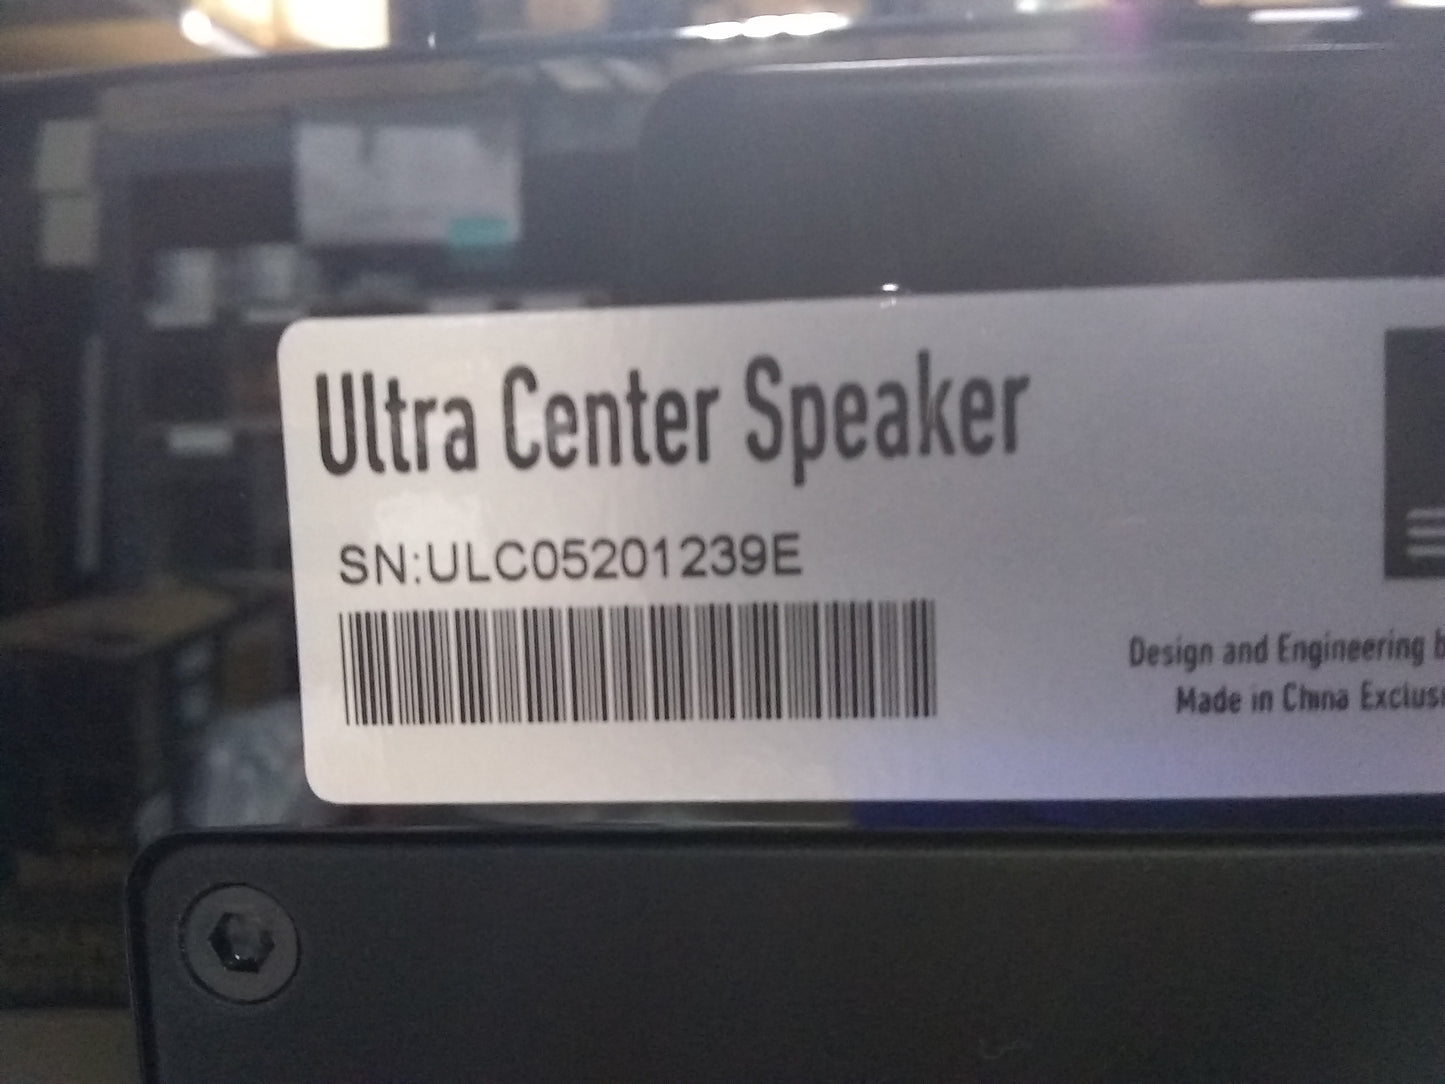 Ultra Center Speaker
SN:ULC05201239E
Design and Engineering
Made in China